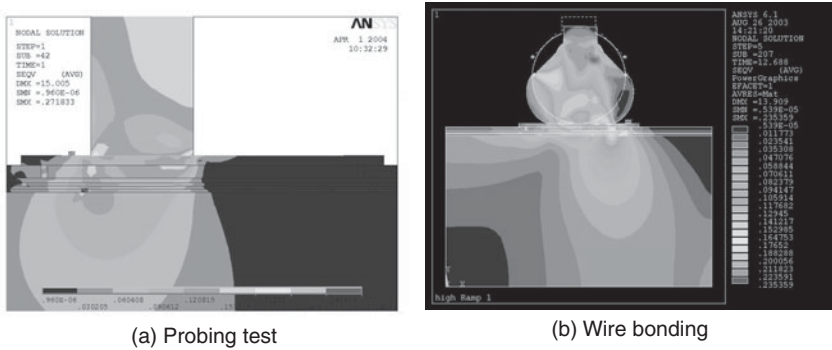 1
NODAL SOLUTION
STEP=1
SUB =42
TIME=1
SEQV (AVG)
DMX =15.005
SMN =.960E-06
SMX =.271833
ANSYS
APR 1 2004
10:32:29
.960E-06
.030205
.060408
.090612
.120815
(a) Probing test
1
ANSYS 6.1
AUG 26 2003
14:21:20
NODAL SOLUTION
STEP=5
SUB =207
TIME=12.688
SEQV (AVG)
PowerGraphics
EFACET=1
AVRES=Mat
DMX =13.909
SMN =.539E-05
SMX =.235359
.539E-05
.011773
.023541
.035308
.047076
.058844
.070611
.082379
.094147
.105914
.117682
.12945
.141217
.152985
.164753
.17652
.188288
.200056
.211823
.223591
.235359
Y
X
high Ramp 1
(b) Wire bonding